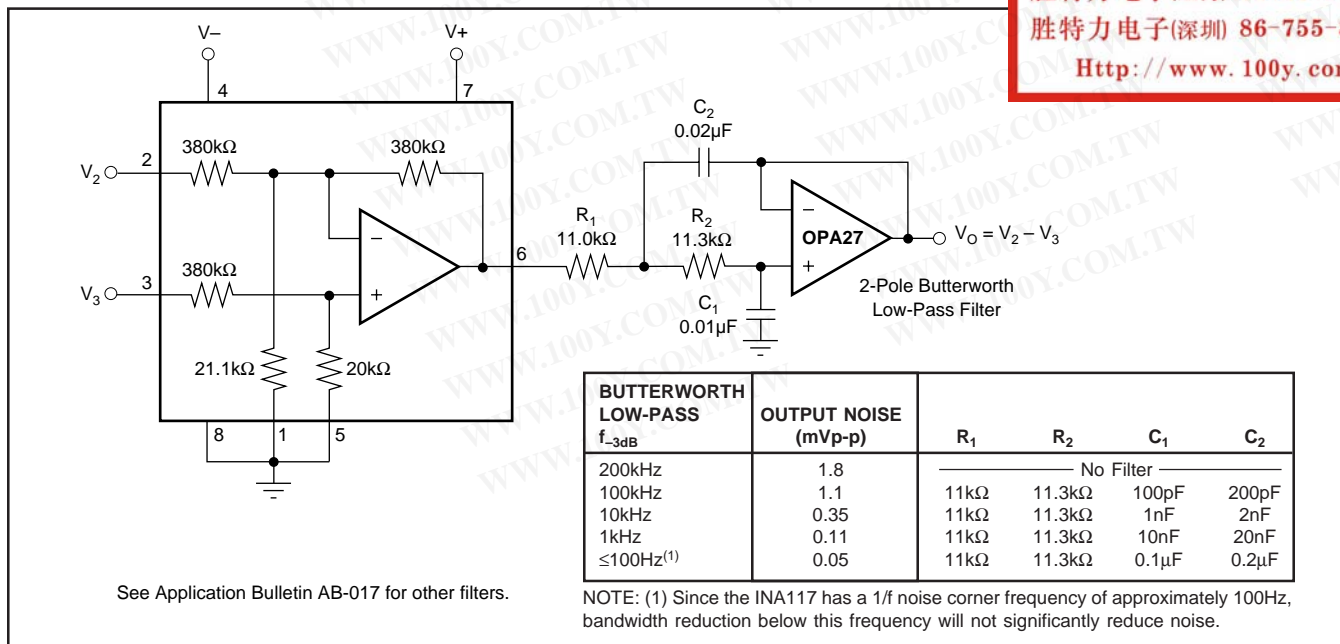 胜特力电子(深圳) 86-755-
Http://www.100y.com
WWW.100Y.COM.TW
V–
V+
4
7
C2
0.02µF
380kΩ
380kΩ
2
V2
R1
11.0kΩ
R2
11.3kΩ
–
–
OPA27
VO = V2 – V3
6
380kΩ
3
V3
+
+
2-Pole Butterworth
Low-Pass Filter
C1
0.01µF
21.1kΩ
20kΩ
8
1
5
BUTTERWORTH LOW-PASS f–3dB OUTPUT NOISE (mVp-p) R1 R2 C1 C2
200kHz 1.8 No Filter
100kHz 1.1 11kΩ 11.3kΩ 100pF 200pF
10kHz 0.35 11kΩ 11.3kΩ 1nF 2nF
1kHz 0.11 11kΩ 11.3kΩ 10nF 20nF
≤100Hz(1) 0.05 11kΩ 11.3kΩ 0.1µF 0.2µF
See Application Bulletin AB-017 for other filters.
NOTE: (1) Since the INA117 has a 1/f noise corner frequency of approximately 100Hz,
bandwidth reduction below this frequency will not significantly reduce noise.